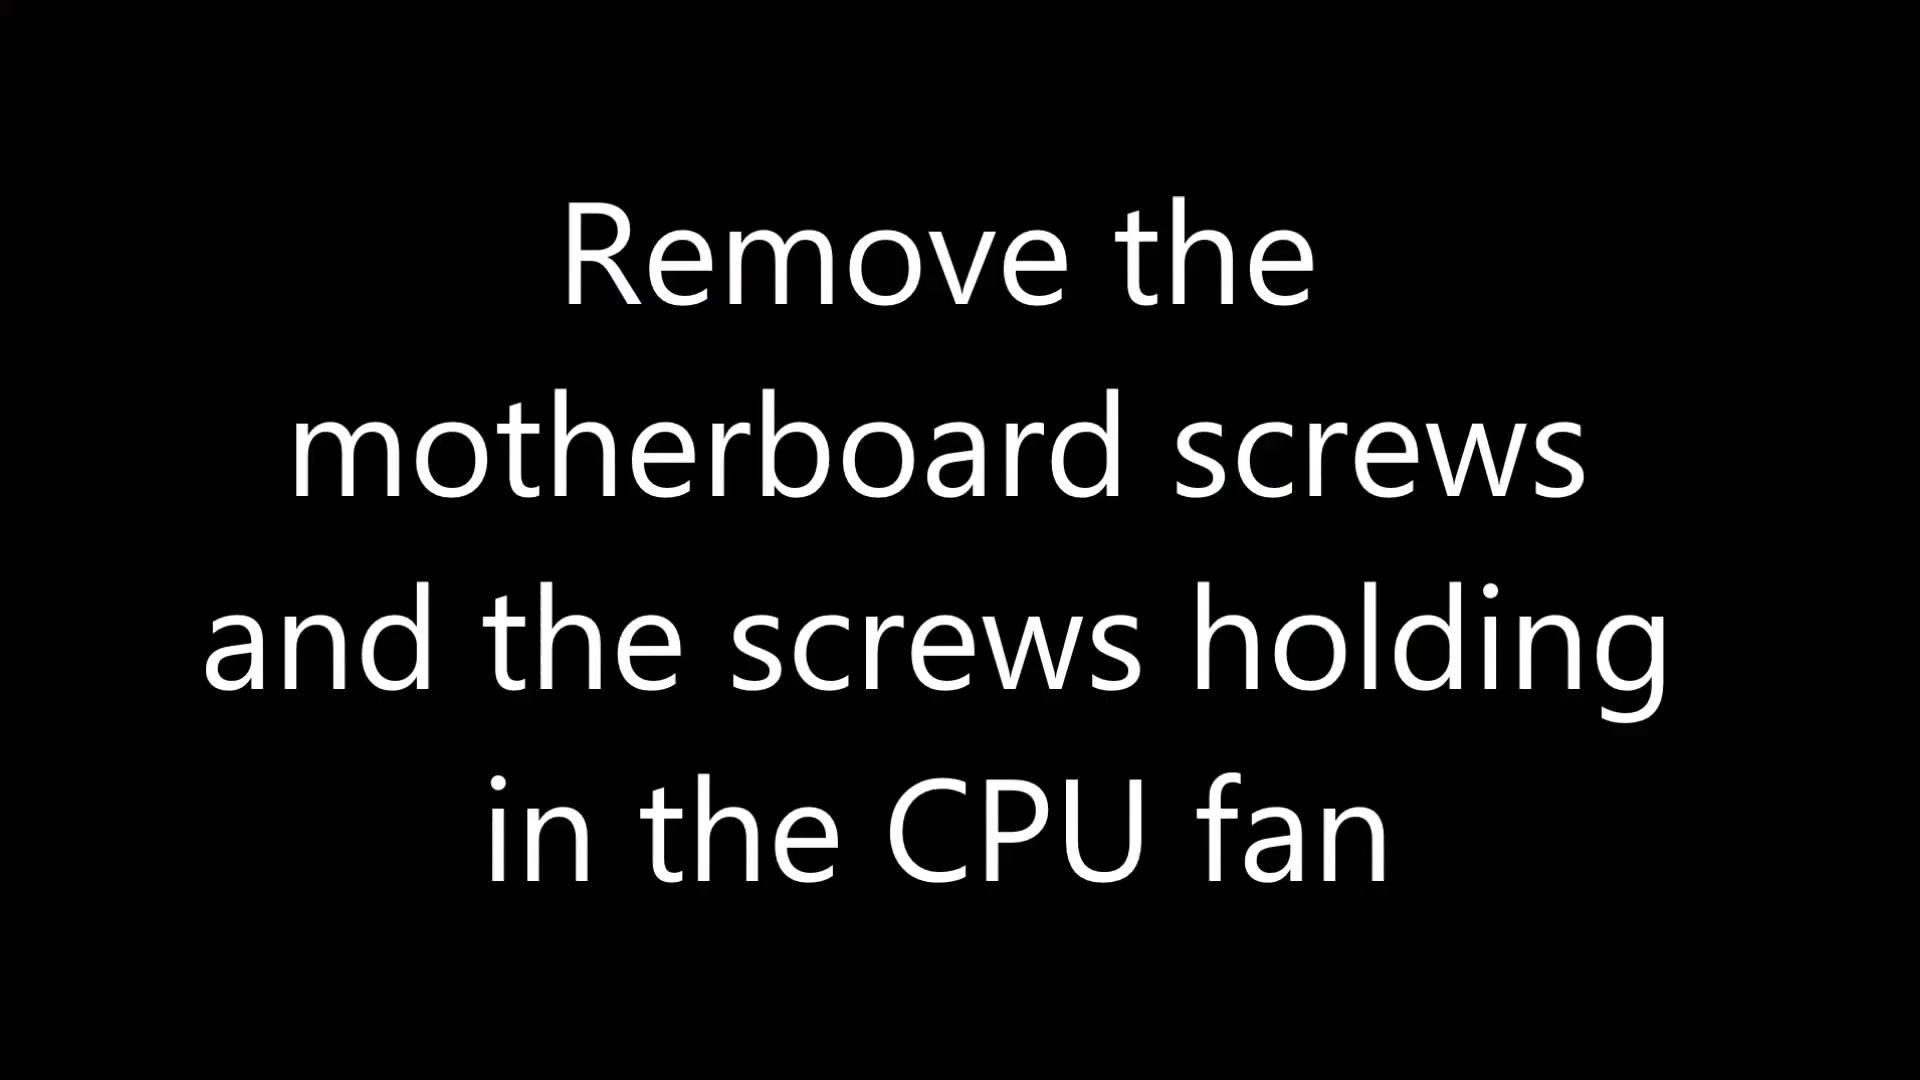 Remove the
motherboard screws
and the screws holding
in the CPU fan